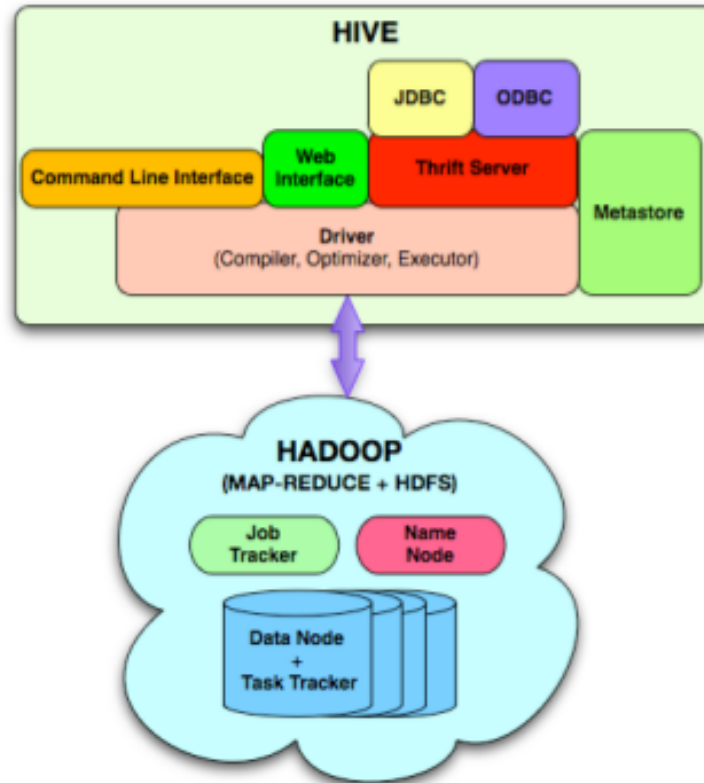 HIVE
JDBC
ODBC
Command Line Interface
Web
Interface
Thrift Server
Metastore
Driver
(Compiler, Optimizer, Executor)
HADOOP
(MAP-REDUCE + HDFS)
Job
Tracker
Name
Node
Data Node
+
Task Tracker